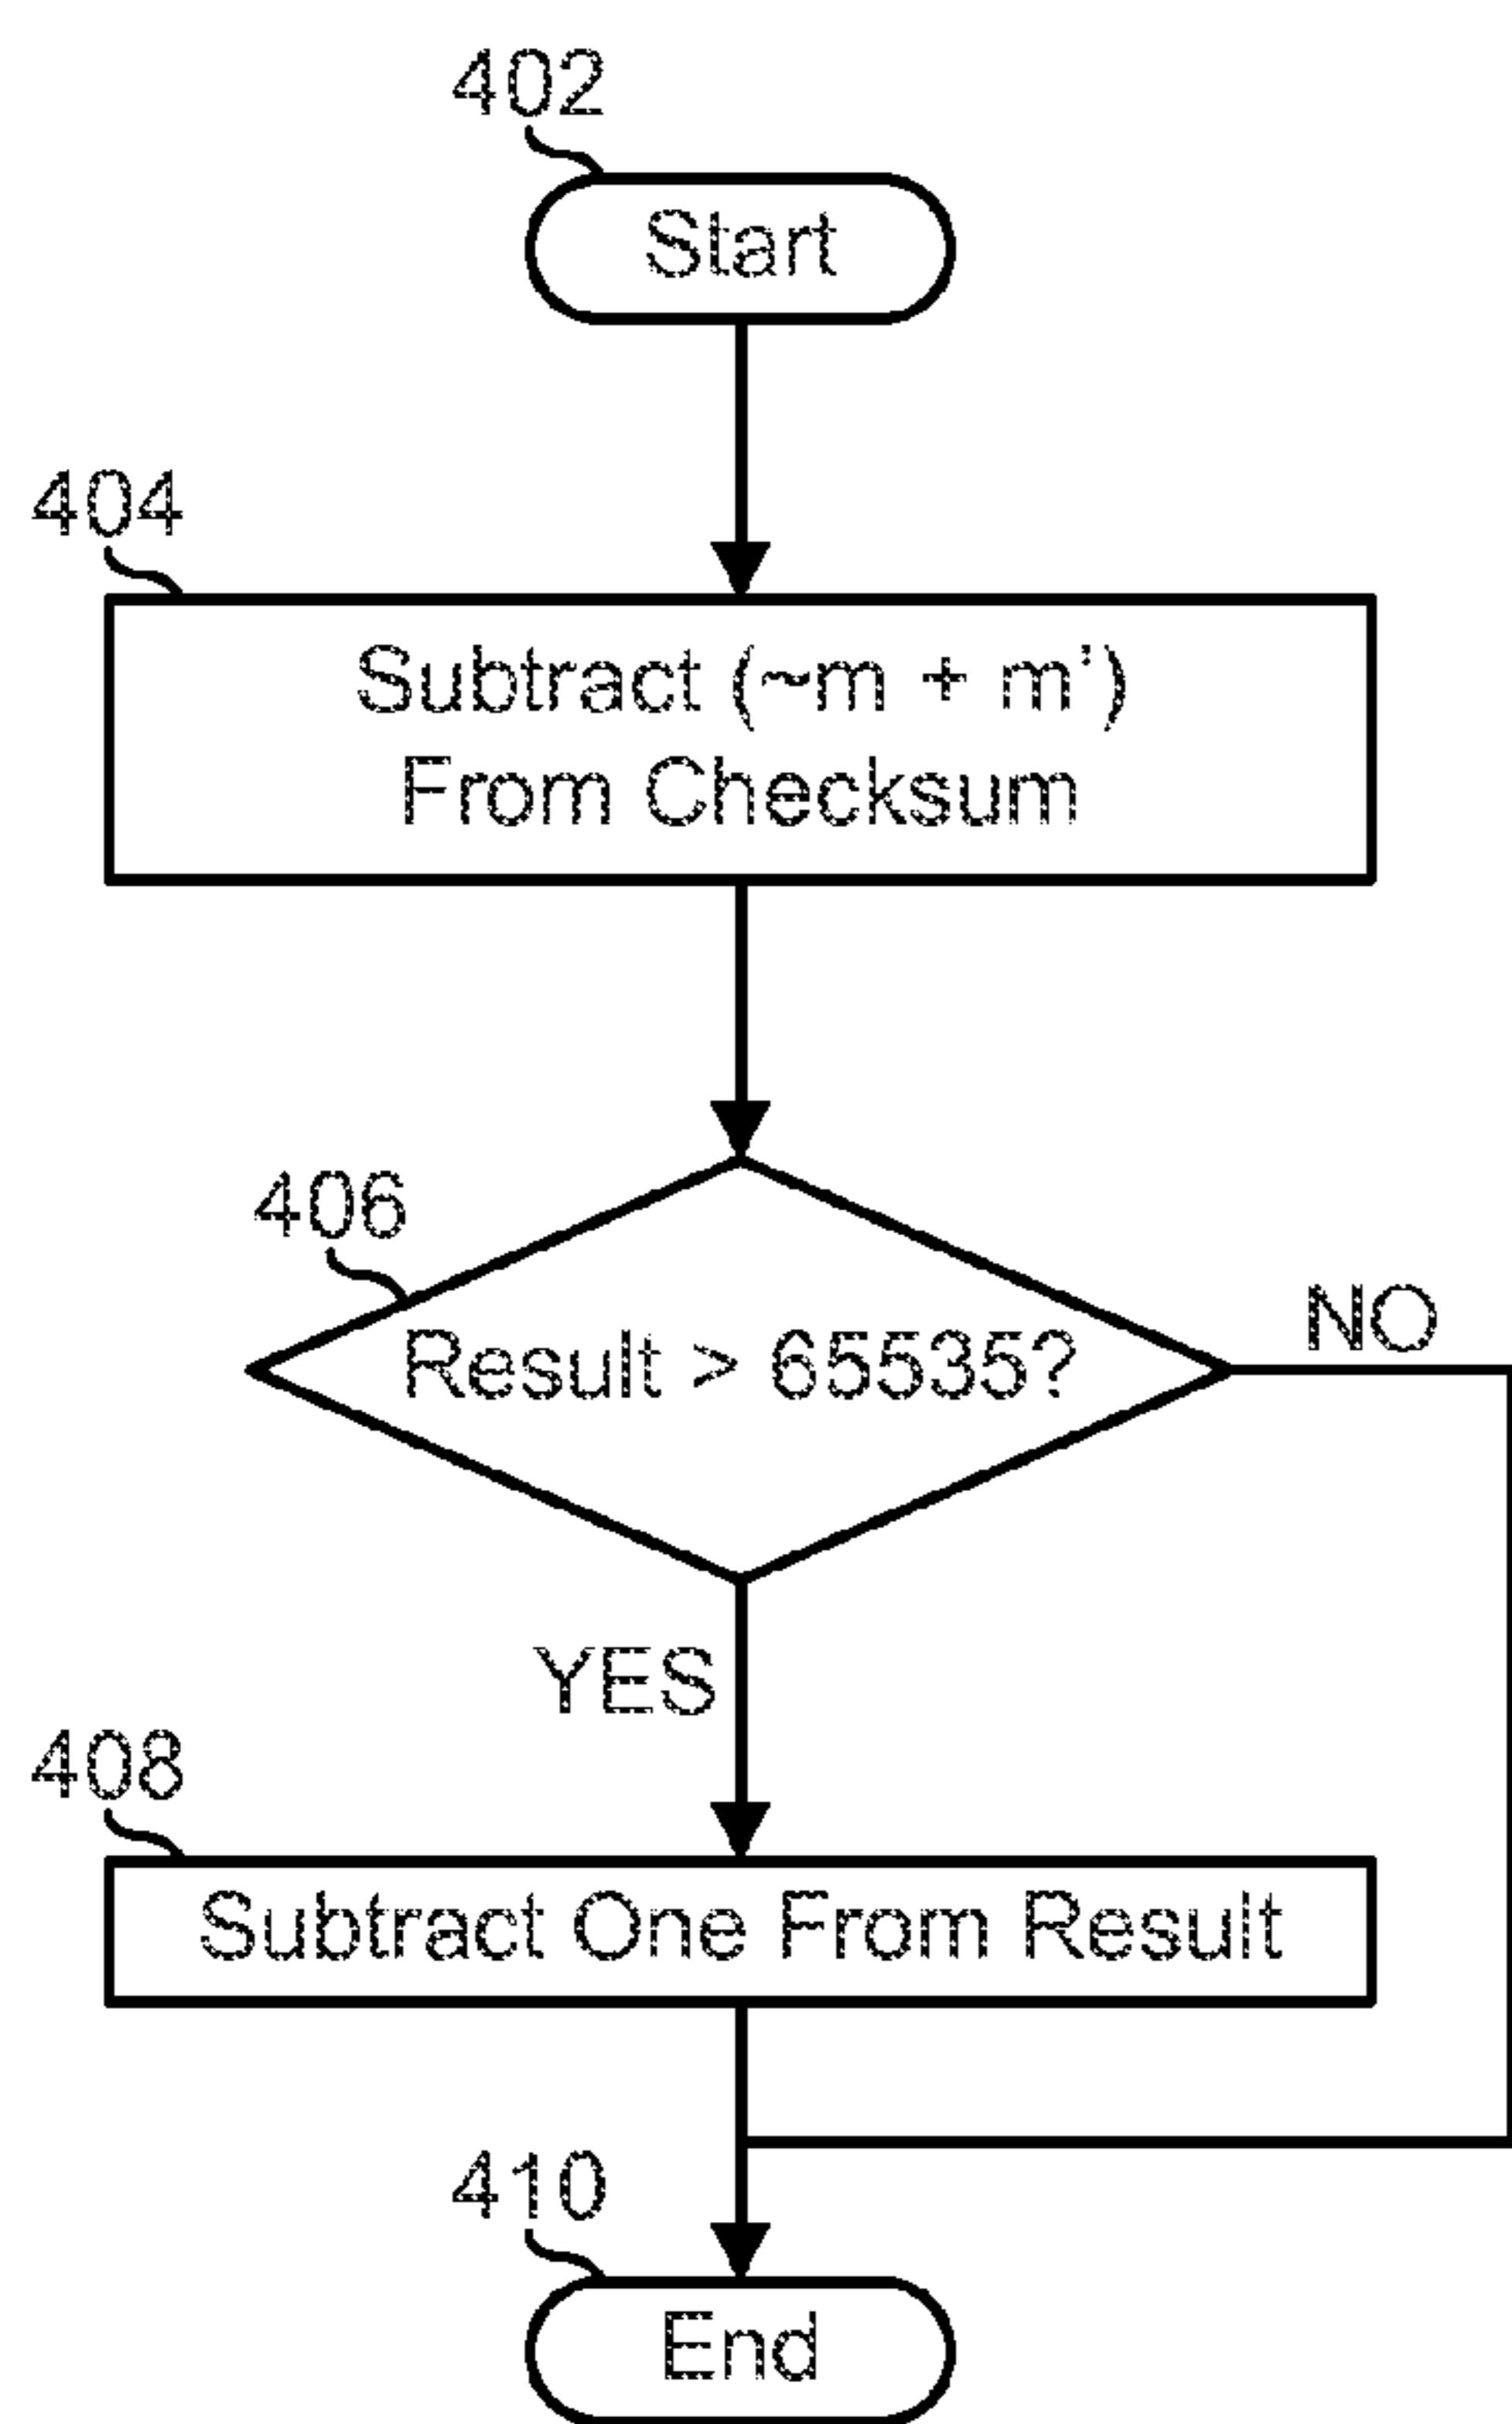 402
Start
404
Subtract (~m + m’)
From Checksum
406
Result > 65535?
NO
YES
408
Subtract One From Result
410
End